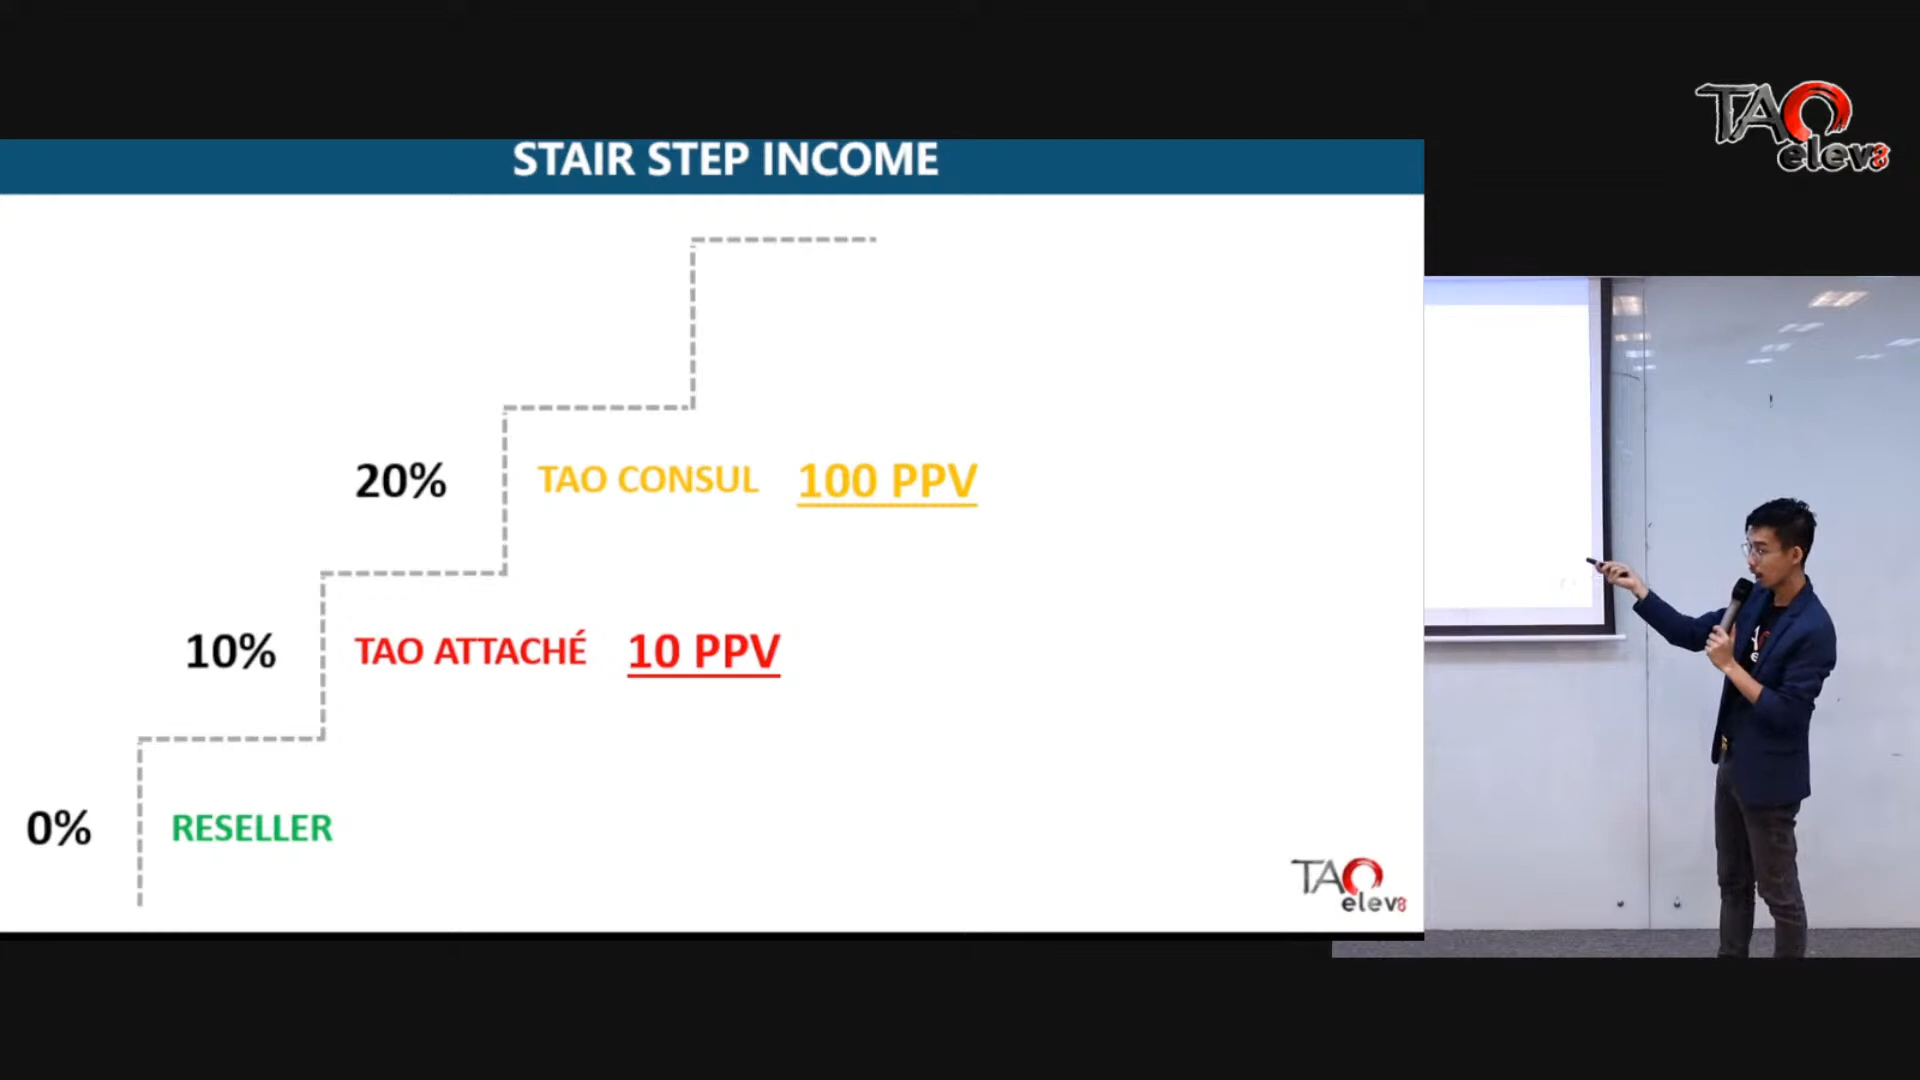 TAO
elev8
STAIR STEP INCOME
20% TAO CONSUL 100 PPV
10% TAO ATTACHÉ 10 PPV
0% RESELLER
TAO
elev8